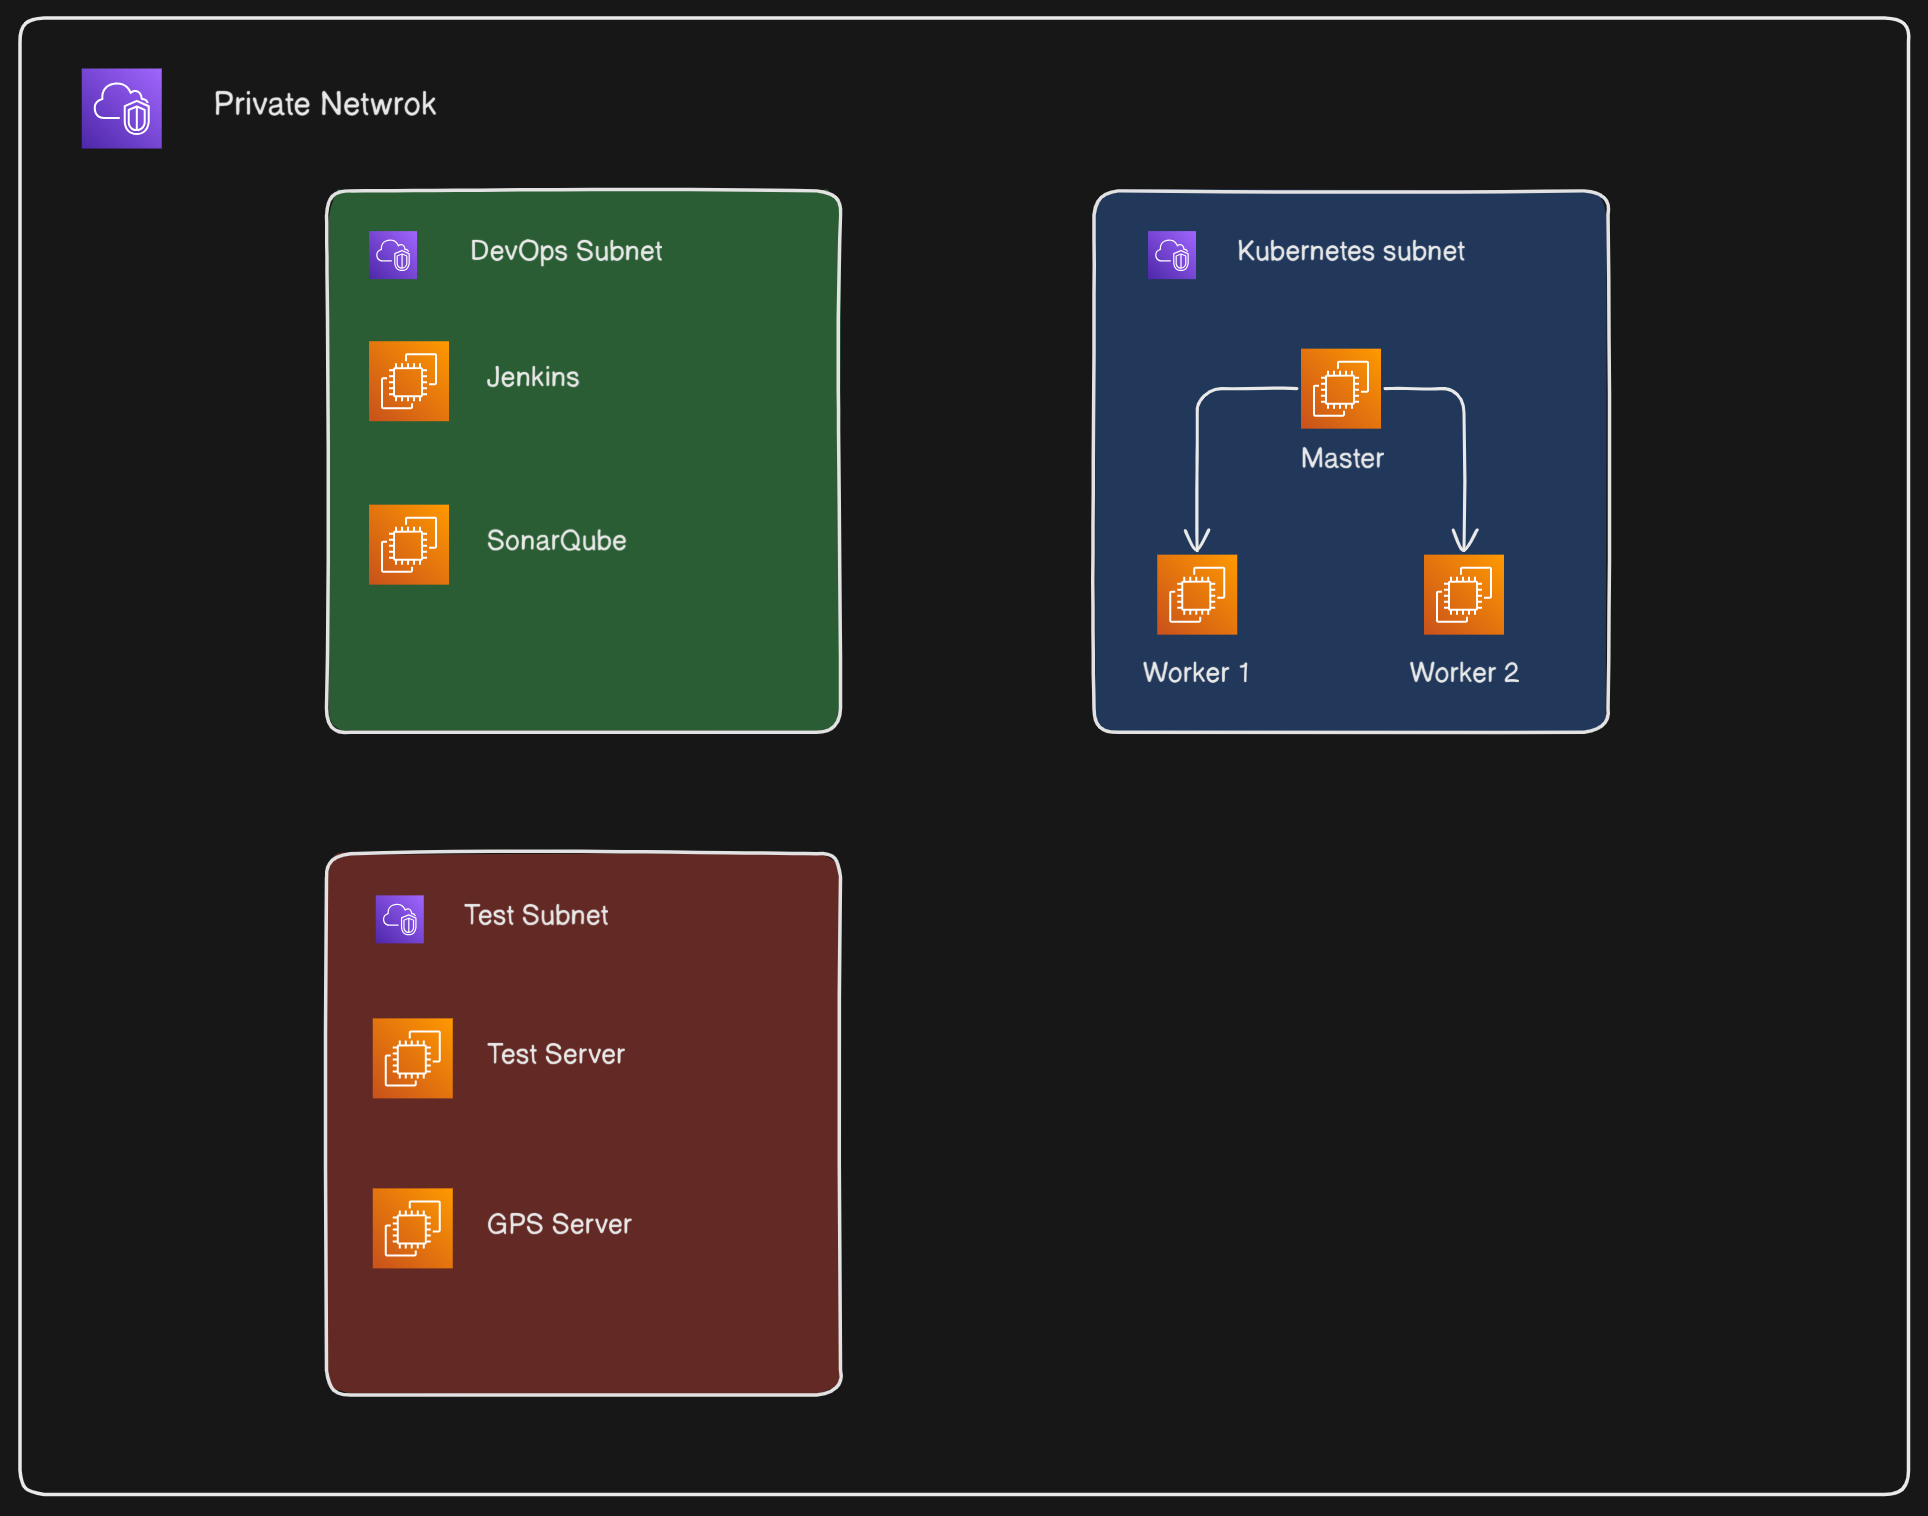 Private Netwrok
DevOps Subnet
Jenkins
SonarQube
Kubernetes subnet
Master
Worker 1
Worker 2
Test Subnet
Test Server
GPS Server